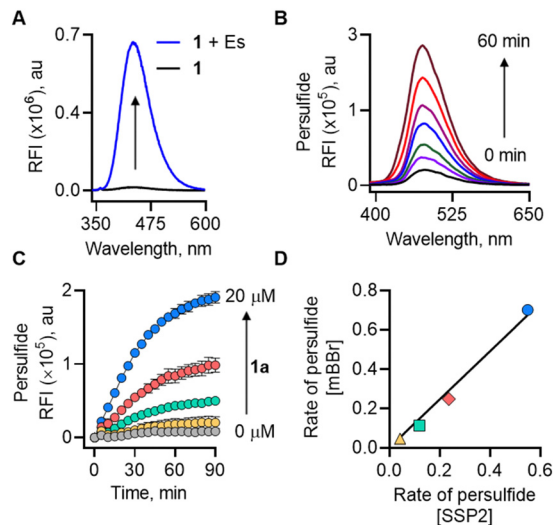 A
0.7
0.4
0.0
RFI (x10⁶), au
1 + Es
1
350 475 600
Wavelength, nm
B
3
1
0
Persulfide
RFI (x10⁵), au
60 min
0 min
400 525 650
Wavelength, nm
C
2
1
0
Persulfide
RFI (×10⁵), au
20 μM
1a
0 μM
0 30 60 90
Time, min
D
0.8
0.6
0.4
0.2
0.0
Rate of persulfide
[mBBr]
0.0 0.2 0.4 0.6
Rate of persulfide
[SSP2]